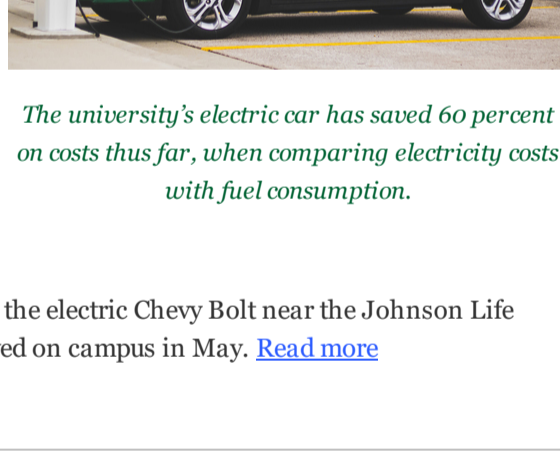 The university's electric car has saved 60 percent
on costs thus far, when comparing electricity costs
with fuel consumption.
the electric Chevy Bolt near the Johnson Life
ed on campus in May. Read more